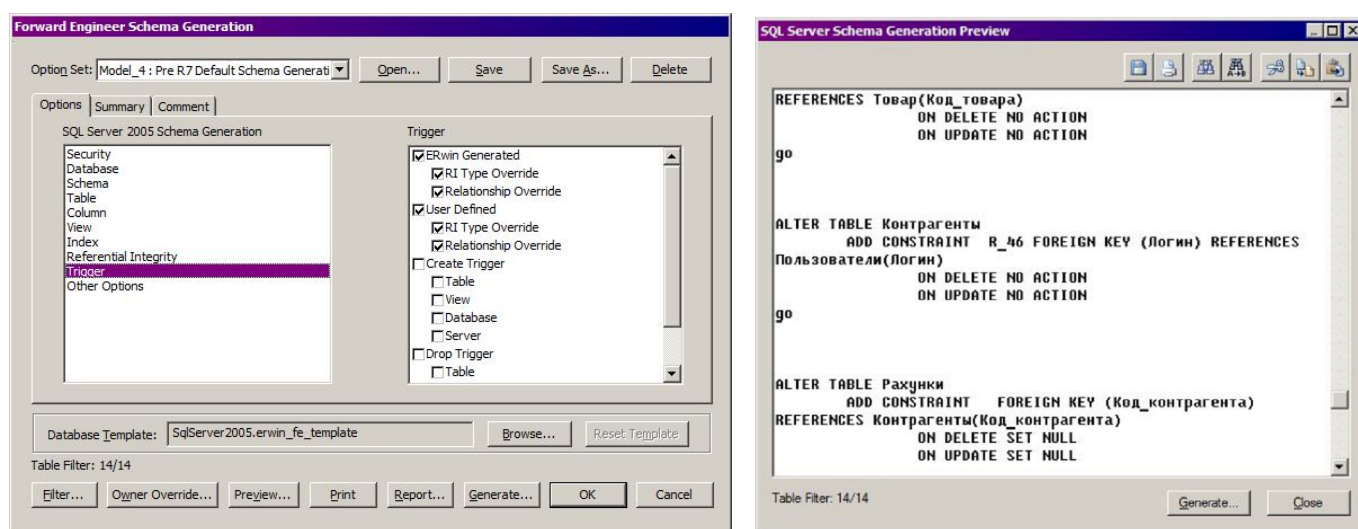 Forward Engineer Schema Generation
Option Set: Model_4 : Pre R7 Default Schema Generati Open... Save Save As... Delete
Options Summary Comment
SQL Server 2005 Schema Generation
Security
Database
Schema
Table
Column
View
Index
Referential Integrity
Trigger
Other Options
Trigger
ERwin Generated
RI Type Override
Relationship Override
User Defined
RI Type Override
Relationship Override
Create Trigger
Table
View
Database
Server
Drop Trigger
Table
Database Template: SqlServer2005.erwin_fe_template Browse... Reset Template
Table Filter: 14/14
Filter... Owner Override... Preview... Print Report... Generate... OK Cancel
SQL Server Schema Generation Preview
REFERENCES Товар(Код_товара)
ON DELETE NO ACTION
ON UPDATE NO ACTION
go
ALTER TABLE Контрагенты
ADD CONSTRAINT R_46 FOREIGN KEY (Логин) REFERENCES
Пользователи(Логин)
ON DELETE NO ACTION
ON UPDATE NO ACTION
go
ALTER TABLE Рахунки
ADD CONSTRAINT FOREIGN KEY (Код_контрагента)
REFERENCES Контрагенты(Код_контрагента)
ON DELETE SET NULL
ON UPDATE SET NULL
Table Filter: 14/14
Generate... Close